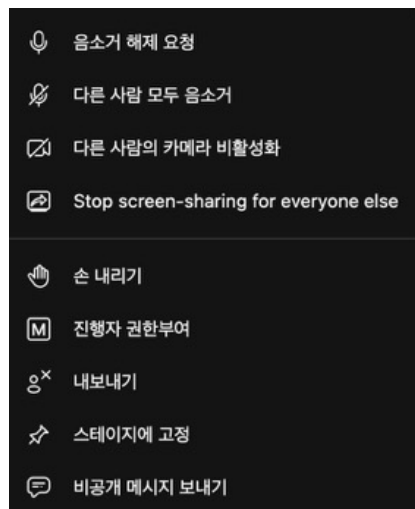 음소거 해제 요청
다른 사람 모두 음소거
다른 사람의 카메라 비활성화
Stop screen-sharing for everyone else
손 내리기
M 진행자 권한부여
내보내기
스테이지에 고정
비공개 메시지 보내기